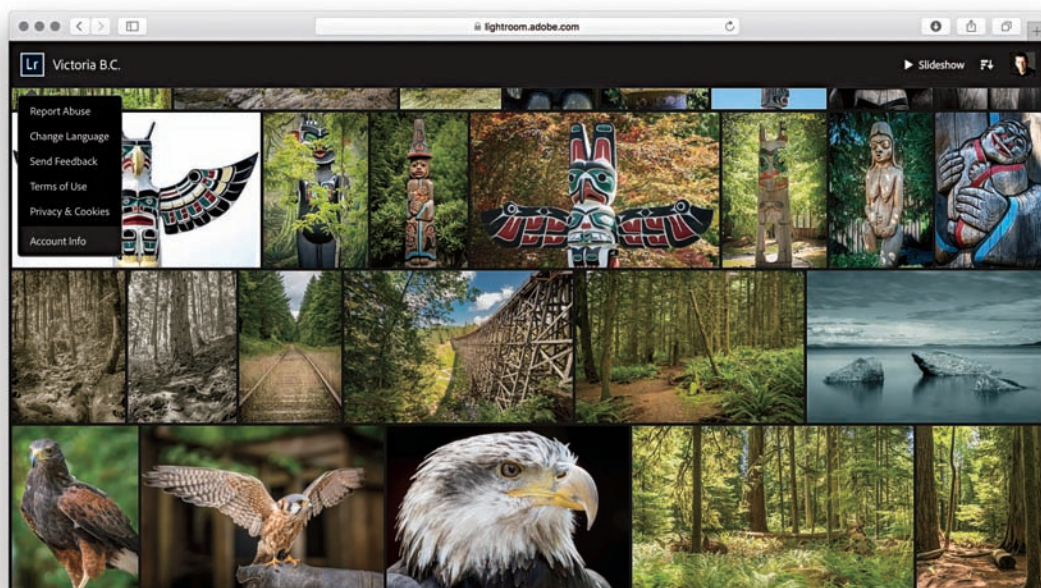 lightroom.adobe.com
Lr Victoria B.C.
Slideshow
Report Abuse
Change Language
Send Feedback
Terms of Use
Privacy & Cookies
Account Info